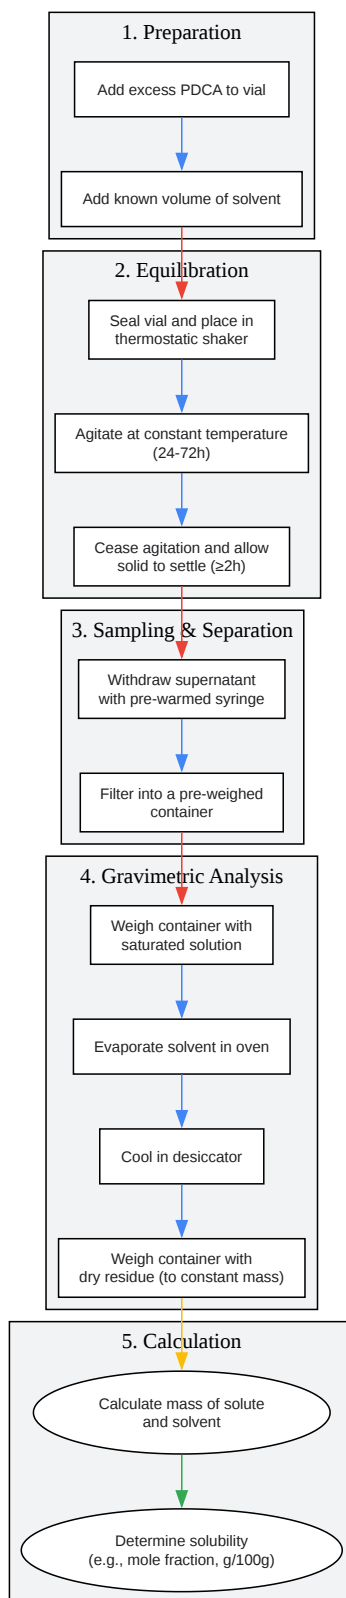 1. Preparation
Add excess PDCA to vial
Add known volume of solvent
2. Equilibration
Seal vial and place in
thermostatic shaker
Agitate at constant temperature
(24-72h)
Cease agitation and allow
solid to settle (≥2h)
3. Sampling & Separation
Withdraw supernatant
with pre-warmed syringe
Filter into a pre-weighed
container
4. Gravimetric Analysis
Weigh container with
saturated solution
Evaporate solvent in oven
Cool in desiccator
Weigh container with
dry residue (to constant mass)
5. Calculation
Calculate mass of solute
and solvent
Determine solubility
(e.g., mole fraction, g/100g)